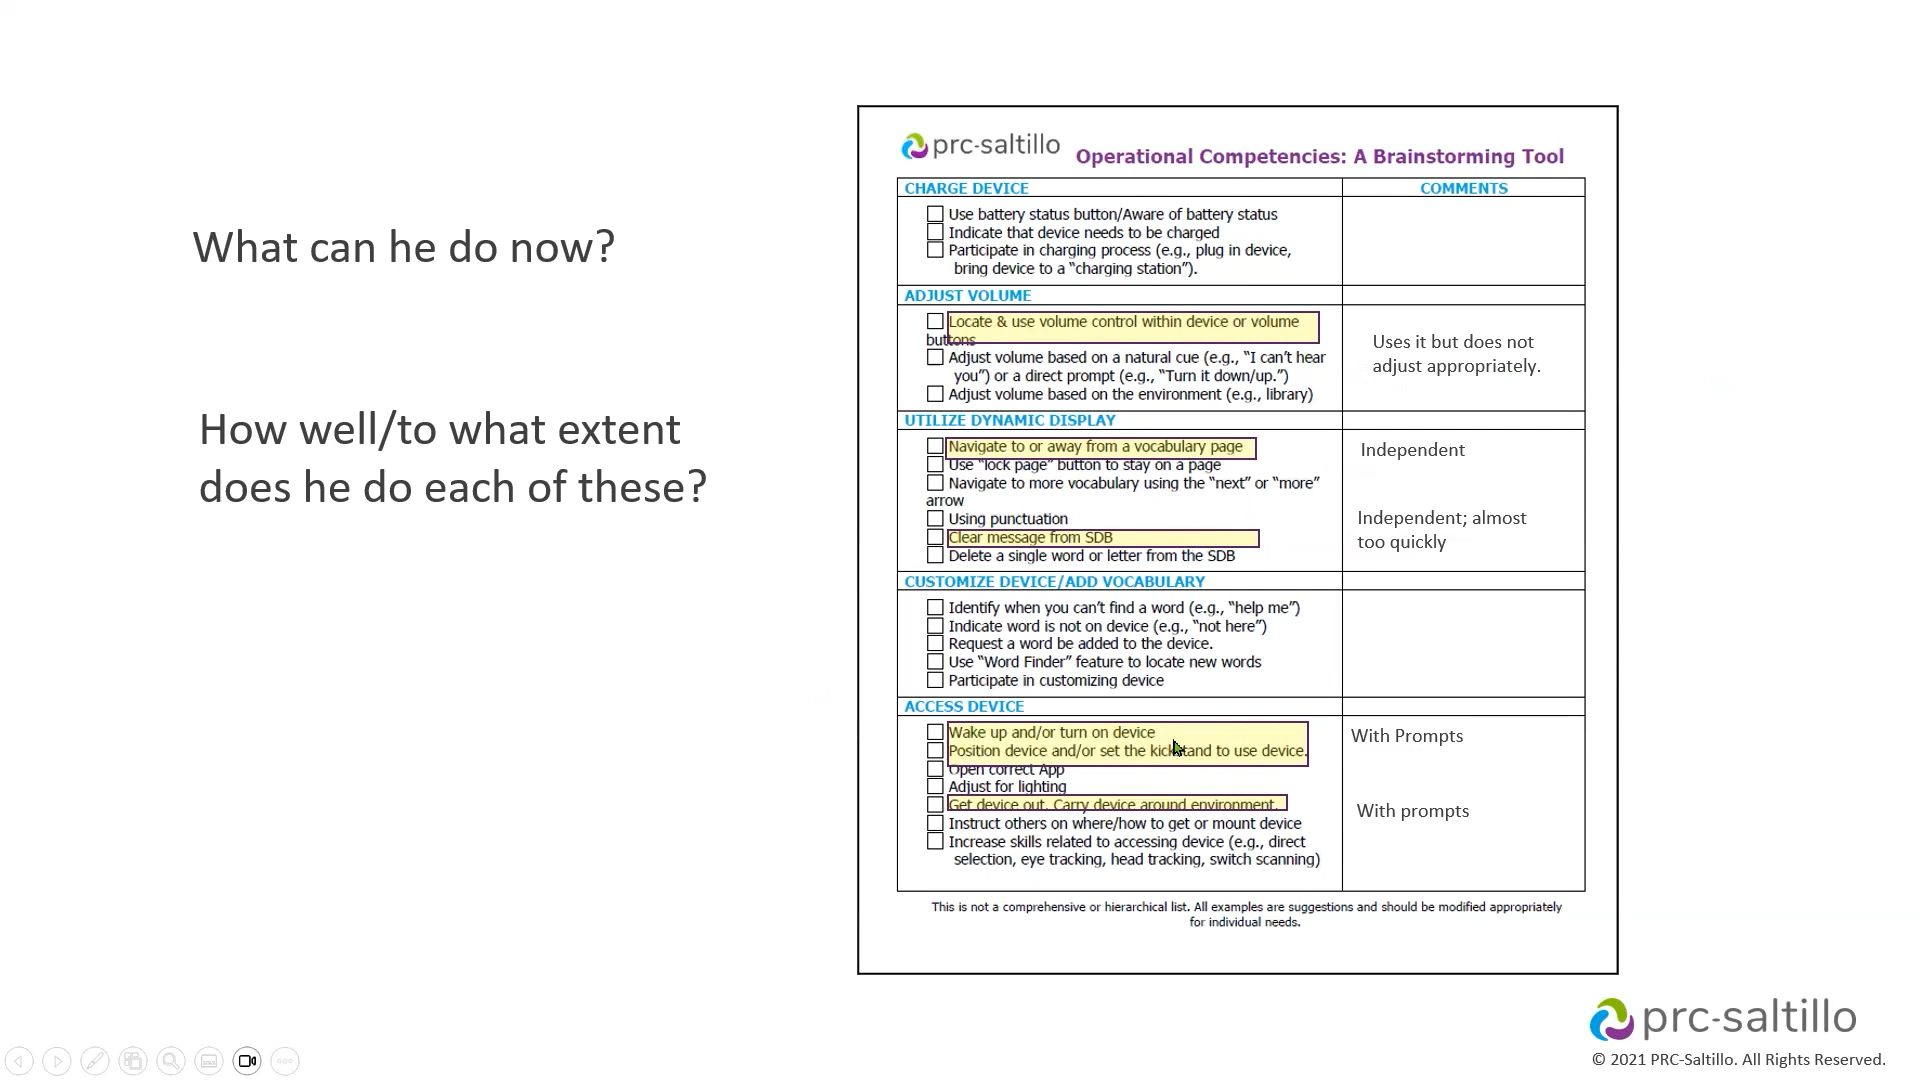 What can he do now?
How well/to what extent
does he do each of these?
prc-saltillo
Operational Competencies: A Brainstorming Tool
CHARGE DEVICE
COMMENTS
Use battery status button/Aware of battery status
Indicate that device needs to be charged
Participate in charging process (e.g., plug in device,
bring device to a “charging station”).
ADJUST VOLUME
Locate & use volume control within device or volume
buttons
Adjust volume based on a natural cue (e.g., “I can’t hear
you”) or a direct prompt (e.g., “Turn it down/up.”)
Adjust volume based on the environment (e.g., library)
Uses it but does not
adjust appropriately.
UTILIZE DYNAMIC DISPLAY
Navigate to or away from a vocabulary page
Use “lock page” button to stay on a page
Navigate to more vocabulary using the “next” or “more”
arrow
Using punctuation
Clear message from SDB
Delete a single word or letter from the SDB
Independent
Independent; almost
too quickly
CUSTOMIZE DEVICE/ADD VOCABULARY
Identify when you can’t find a word (e.g., “help me”)
Indicate word is not on device (e.g., “not here”)
Request a word be added to the device.
Use “Word Finder” feature to locate new words
Participate in customizing device
ACCESS DEVICE
Wake up and/or turn on device
Position device and/or set the kickstand to use device.
Open correct App
Adjust for lighting
Get device out. Carry device around environment.
Instruct others on where/how to get or mount device
Increase skills related to accessing device (e.g., direct
selection, eye tracking, head tracking, switch scanning)
With Prompts
With prompts
This is not a comprehensive or hierarchical list. All examples are suggestions and should be modified appropriately
for individual needs.
prc-saltillo
© 2021 PRC-Saltillo. All Rights Reserved.